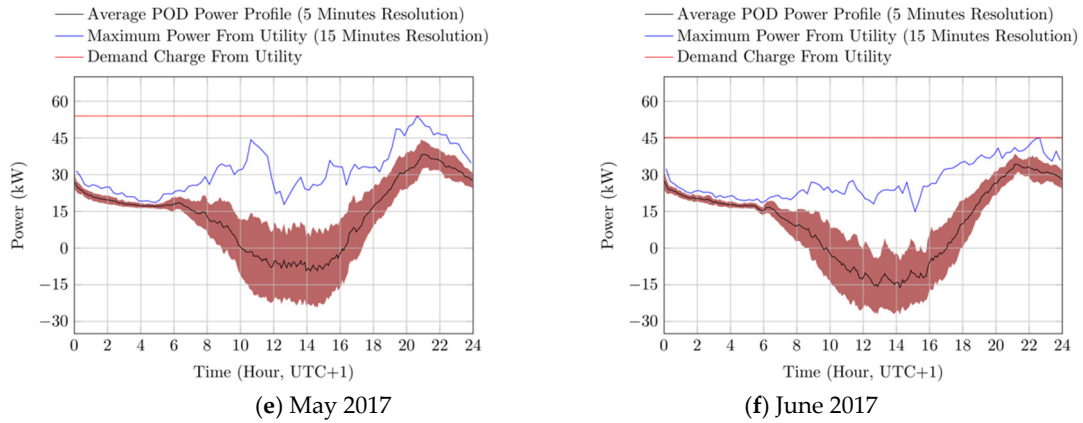 Average POD Power Profile (5 Minutes Resolution)
Maximum Power From Utility (15 Minutes Resolution)
Demand Charge From Utility
60
45
30
15
0
−15
−30
Power (kW)
0 2 4 6 8 10 12 14 16 18 20 22 24
Time (Hour, UTC+1)
(e) May 2017
Average POD Power Profile (5 Minutes Resolution)
Maximum Power From Utility (15 Minutes Resolution)
Demand Charge From Utility
60
45
30
15
0
−15
−30
Power (kW)
0 2 4 6 8 10 12 14 16 18 20 22 24
Time (Hour, UTC+1)
(f) June 2017